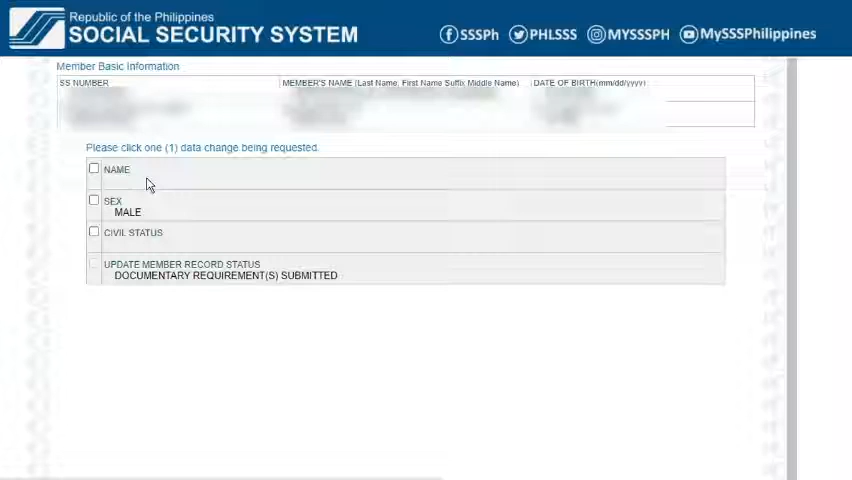 Republic of the Philippines
SOCIAL SECURITY SYSTEM
SSSPh PHLSSS MYSSSPH MySSSPhilippines
Member Basic Information
SS NUMBER MEMBER'S NAME (Last Name, First Name Suffix Middle Name) DATE OF BIRTH(mm/dd/yyyy)
Please click one (1) data change being requested.
NAME
SEX
MALE
CIVIL STATUS
UPDATE MEMBER RECORD STATUS
DOCUMENTARY REQUIREMENT(S) SUBMITTED